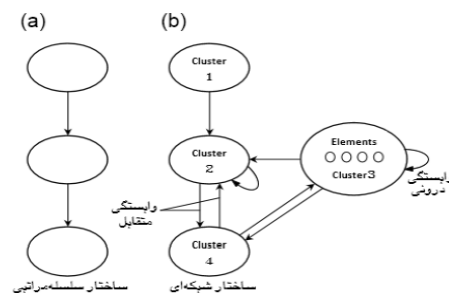 (a)
(b)
Cluster
1
Cluster
2
Elements
Cluster3
وابستگی
درونی
وابستگی
متقابل
Cluster
4
ساختار سلسله‌مراتبی
ساختار شبکه‌ای